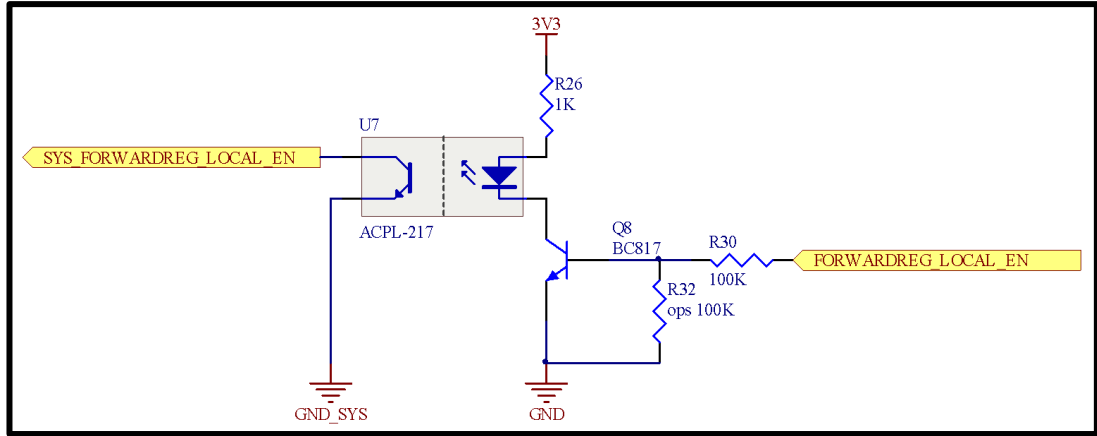 3V3
R26
1K
U7
SYS_FORWARDREG_LOCAL_EN
ACPL-217
Q8
BC817
R30
100K
FORWARDREG_LOCAL_EN
R32
ops 100K
GND_SYS
GND